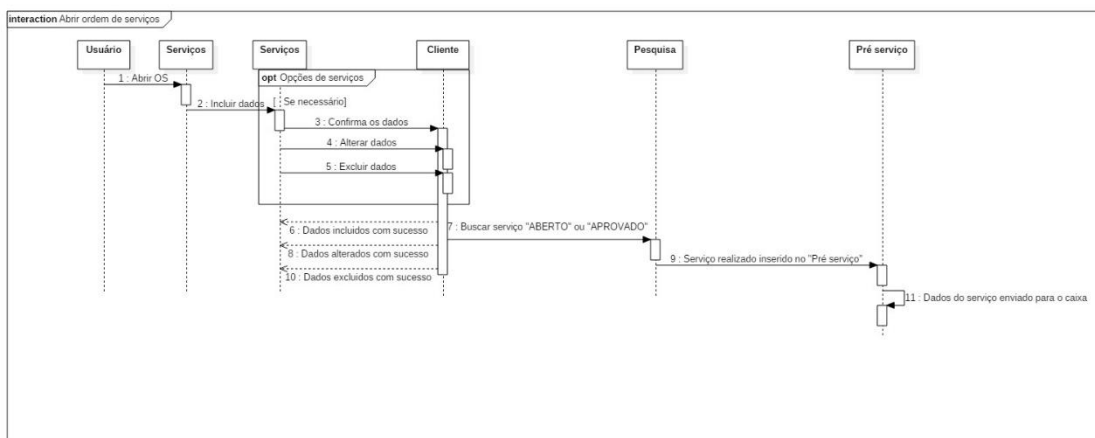 interaction Abrir ordem de serviços
Usuário
Serviços
Serviços
Cliente
Pesquisa
Pré serviço
opt Opções de serviços
1 : Abrir OS
2 : Incluir dados
[ : Se necessário]
3 : Confirma os dados
4 : Alterar dados
5 : Excluir dados
6 : Dados incluidos com sucesso
7 : Buscar serviço "ABERTO" ou "APROVADO"
8 : Dados alterados com sucesso
9 : Serviço realizado inserido no "Pré serviço"
10 : Dados excluidos com sucesso
11 : Dados do serviço enviado para o caixa